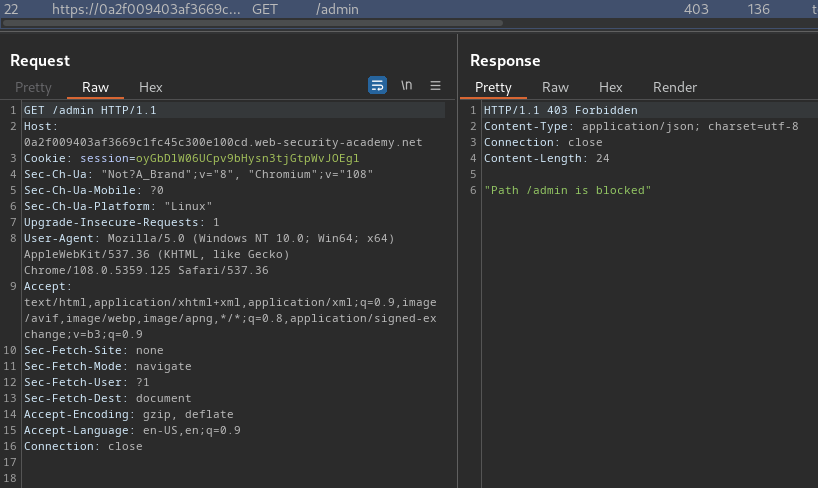 22 https://0a2f009403af3669c... GET /admin 403 136 t
Request
Pretty Raw Hex \n
1 GET /admin HTTP/1.1
2 Host:
0a2f009403af3669c1fc45c300e100cd.web-security-academy.net
3 Cookie: session=oyGbDlW06UCpv9bHysn3tjGtpWvJOEgl
4 Sec-Ch-Ua: "Not?A_Brand";v="8", "Chromium";v="108"
5 Sec-Ch-Ua-Mobile: ?0
6 Sec-Ch-Ua-Platform: "Linux"
7 Upgrade-Insecure-Requests: 1
8 User-Agent: Mozilla/5.0 (Windows NT 10.0; Win64; x64)
AppleWebKit/537.36 (KHTML, like Gecko)
Chrome/108.0.5359.125 Safari/537.36
9 Accept:
text/html,application/xhtml+xml,application/xml;q=0.9,image
/avif,image/webp,image/apng,*/*;q=0.8,application/signed-ex
change;v=b3;q=0.9
10 Sec-Fetch-Site: none
11 Sec-Fetch-Mode: navigate
12 Sec-Fetch-User: ?1
13 Sec-Fetch-Dest: document
14 Accept-Encoding: gzip, deflate
15 Accept-Language: en-US,en;q=0.9
16 Connection: close
17
18
Response
Pretty Raw Hex Render
1 HTTP/1.1 403 Forbidden
2 Content-Type: application/json; charset=utf-8
3 Connection: close
4 Content-Length: 24
5
6 "Path /admin is blocked"